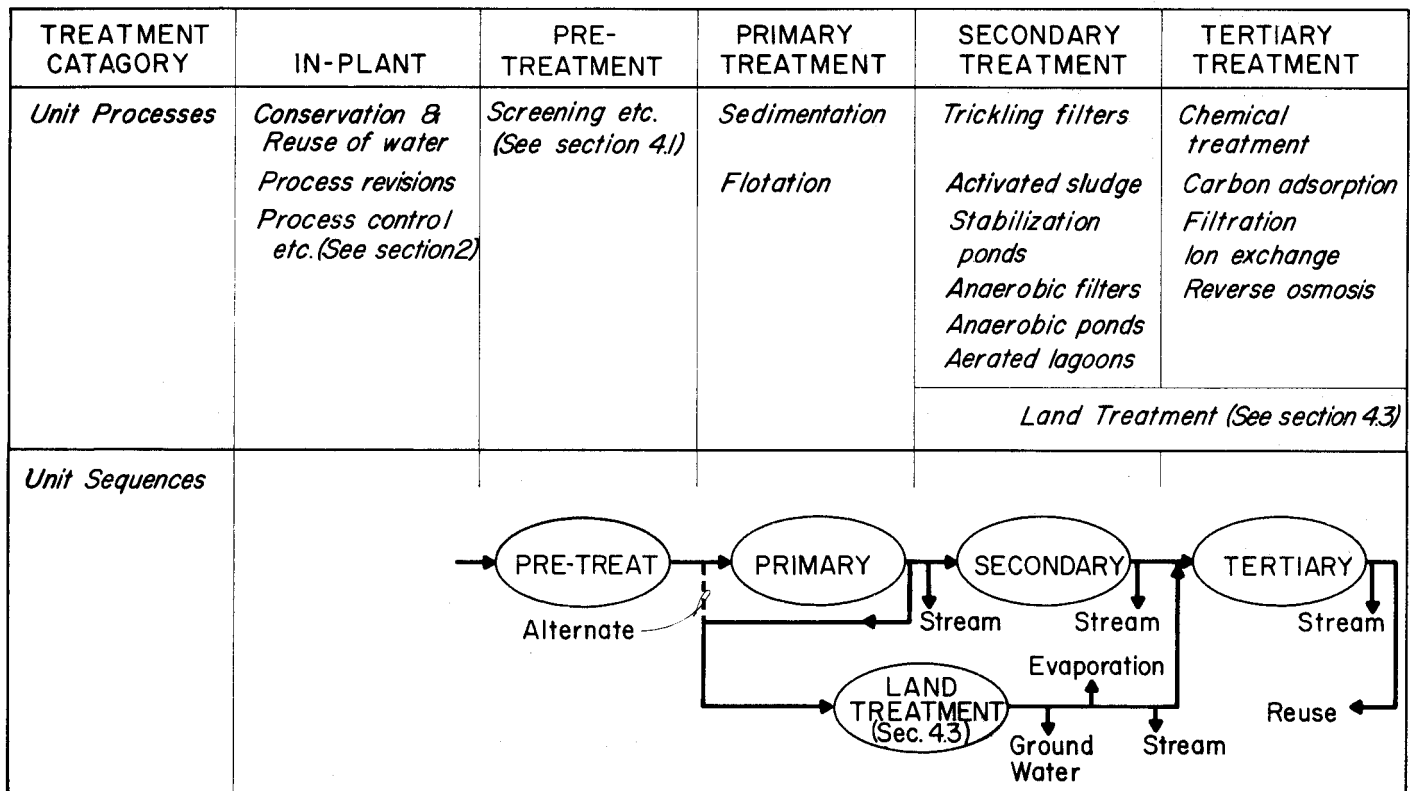 TREATMENT
CATAGORY
IN-PLANT
PRE-
TREATMENT
PRIMARY
TREATMENT
SECONDARY
TREATMENT
TERTIARY
TREATMENT
Unit Processes
Conservation &
Reuse of water
Process revisions
Process control
etc. (See section 2)
Screening etc.
(See section 4.1)
Sedimentation
Flotation
Trickling filters
Activated sludge
Stabilization
ponds
Anaerobic filters
Anaerobic ponds
Aerated lagoons
Chemical
treatment
Carbon adsorption
Filtration
Ion exchange
Reverse osmosis
Land Treatment (See section 4.3)
Unit Sequences
PRE-TREAT
PRIMARY
SECONDARY
TERTIARY
Alternate
Stream
Stream
Stream
Evaporation
LAND
TREATMENT
(Sec. 4.3)
Reuse
Ground
Water
Stream